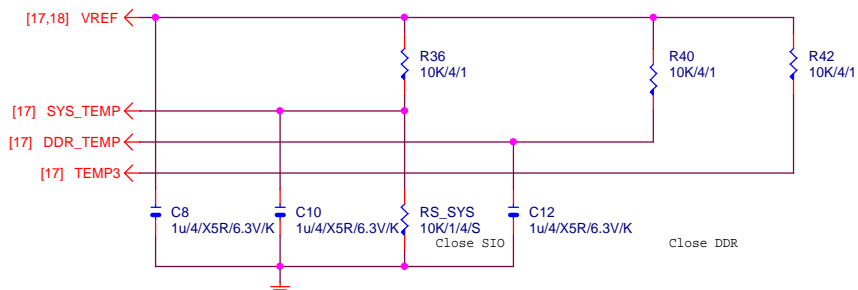 [17,18] VREF
R36
10K/4/1
R40
10K/4/1
R42
10K/4/1
[17] SYS_TEMP
[17] DDR_TEMP
[17] TEMP3
C8
1u/4/X5R/6.3V/K
C10
1u/4/X5R/6.3V/K
RS_SYS
10K/1/4/S
C12
1u/4/X5R/6.3V/K
Close SIO
Close DDR